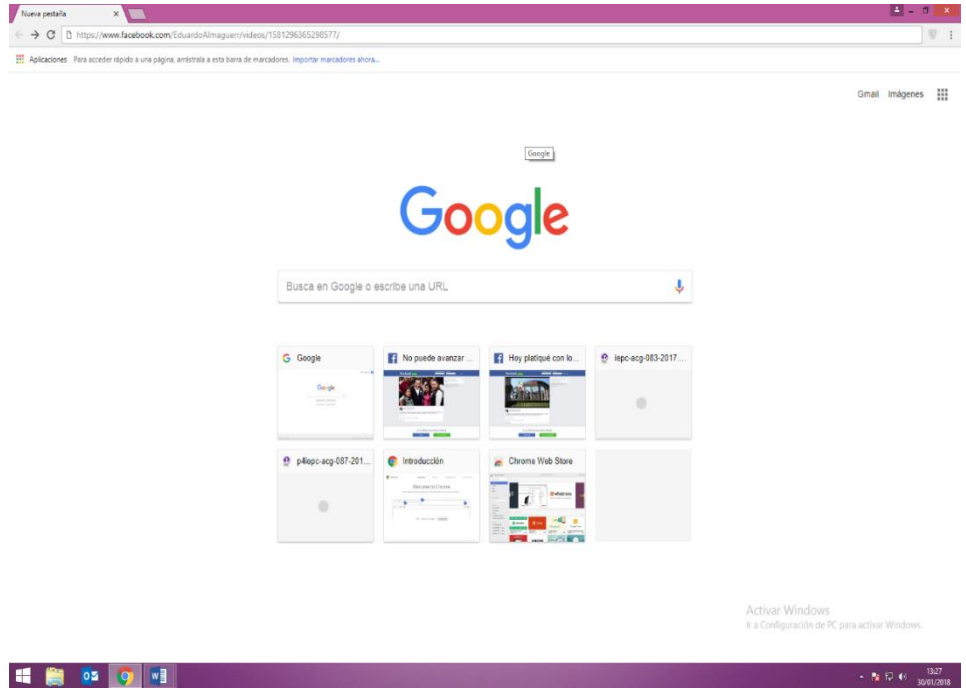 Nueva pestaña
https://www.facebook.com/EduardoAlmaguerr/videos/1581296365298577/
Aplicaciones Para acceder rápido a una página, arrástrala a esta barra de marcadores. Importar marcadores ahora...
Gmail Imágenes
Google
Google
Busca en Google o escribe una URL
Google No puede avanzar ... Hoy platiqué con lo... iepc-acg-083-2017...
p4iepc-acg-087-201... Introducción Chrome Web Store
Activar Windows
Ir a Configuración de PC para activar Windows.
13:27
30/01/2018